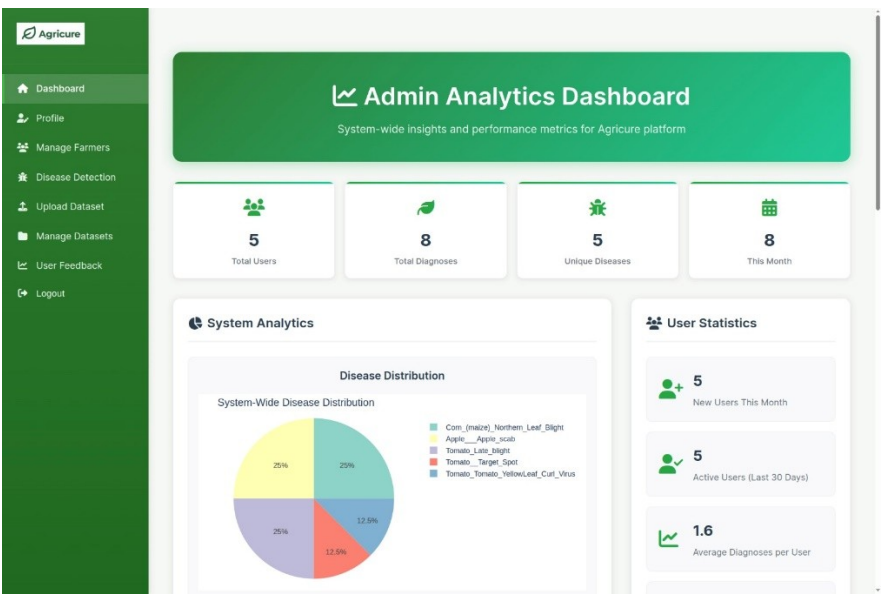 Agricure
Dashboard
Profile
Manage Farmers
Disease Detection
Upload Dataset
Manage Datasets
User Feedback
Logout
Admin Analytics Dashboard
System-wide insights and performance metrics for Agricure platform
5
Total Users
8
Total Diagnoses
5
Unique Diseases
8
This Month
System Analytics
Disease Distribution
System-Wide Disease Distribution
25%
25%
25%
12.5%
12.5%
Corn_(maize)_Northern_Leaf_Blight
Apple___Apple_scab
Tomato_Late_blight
Tomato__Target_Spot
Tomato_Tomato_YellowLeaf_Curl_Virus
User Statistics
5
New Users This Month
5
Active Users (Last 30 Days)
1.6
Average Diagnoses per User